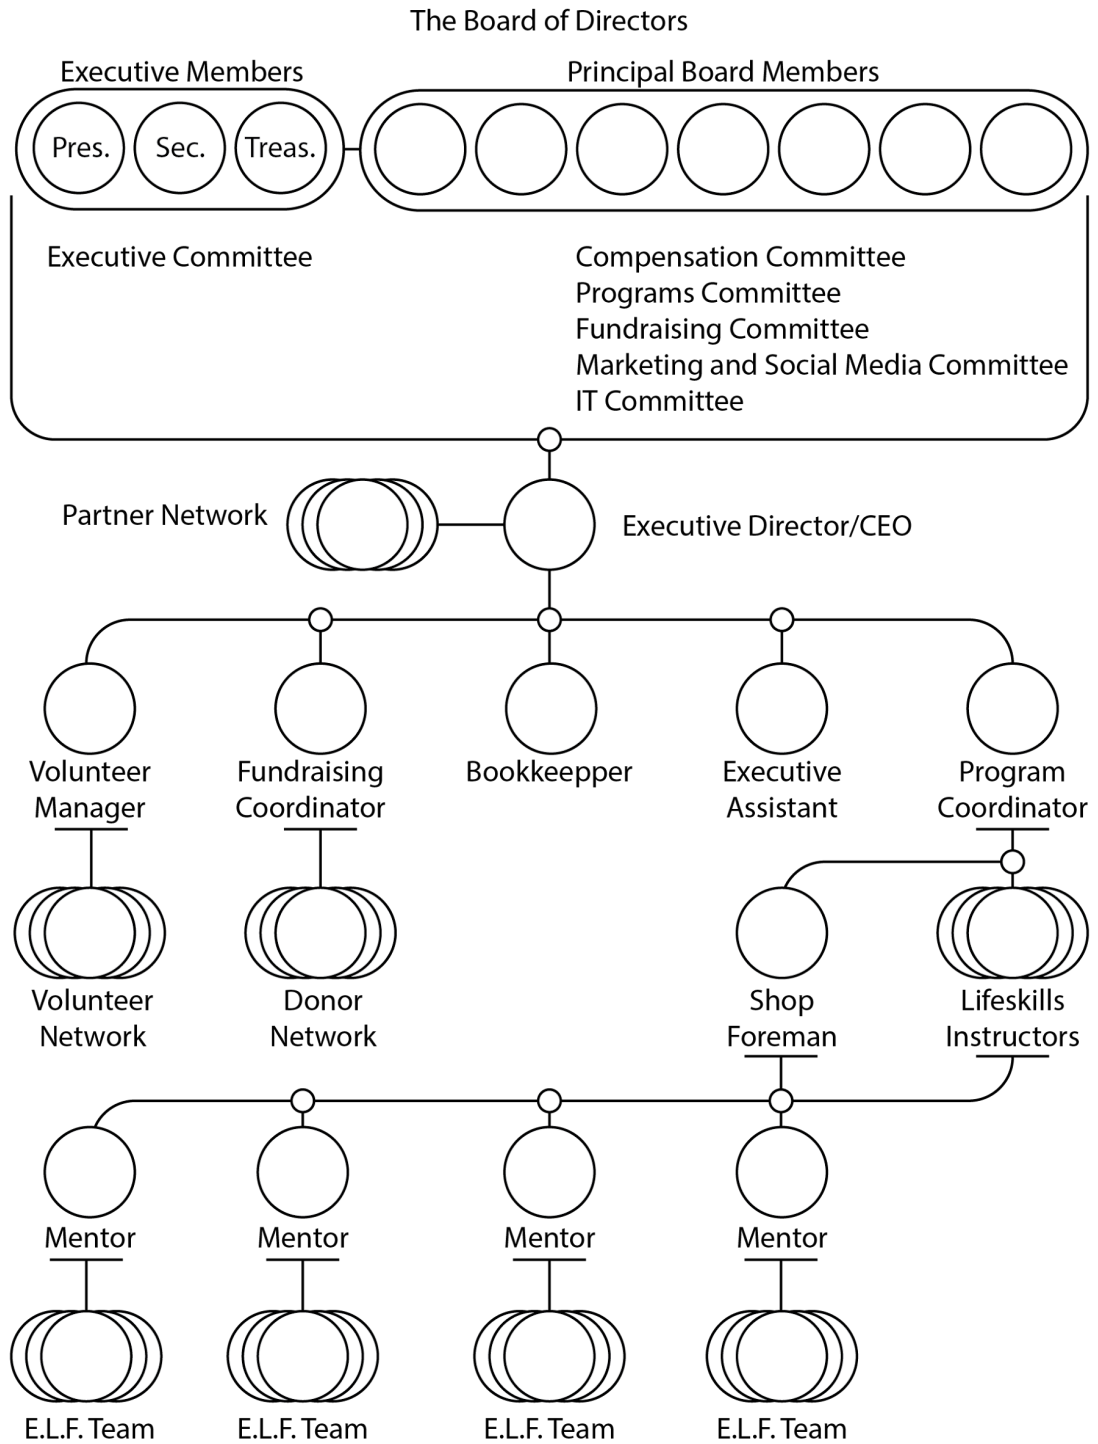 The Board of Directors
Executive Members
Principal Board Members
Pres.
Sec.
Treas.
Executive Committee
Compensation Committee
Programs Committee
Fundraising Committee
Marketing and Social Media Committee
IT Committee
Partner Network
Executive Director/CEO
Volunteer
Manager
Fundraising
Coordinator
Bookkeepper
Executive
Assistant
Program
Coordinator
Volunteer
Network
Donor
Network
Shop
Foreman
Lifeskills
Instructors
Mentor
Mentor
Mentor
Mentor
E.L.F. Team
E.L.F. Team
E.L.F. Team
E.L.F. Team